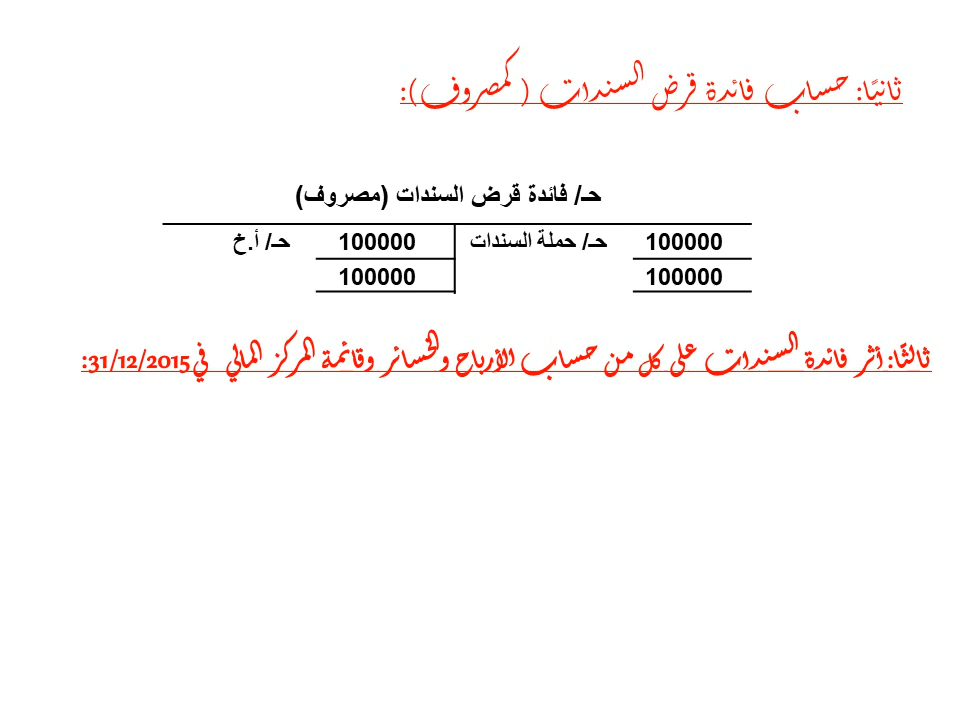 ثانيًا: حساب فائدة قرض السندات (كمصروف):
حـ/ فائدة قرض السندات (مصروف)
100000 حـ/ حملة السندات 100000 حـ/ أ.خ
100000 100000
ثالثًا: أثر فائدة السندات على كل من حساب الأرباح والخسائر وقائمة المركز المالي في 31/12/2015: